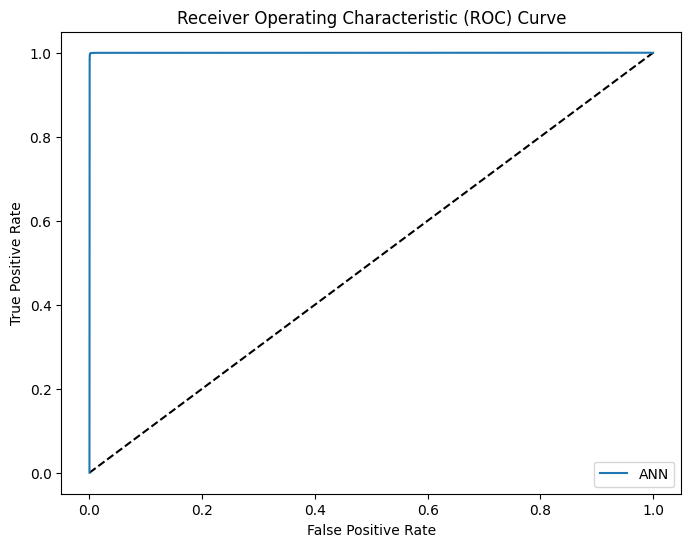 Receiver Operating Characteristic (ROC) Curve
1.0
0.8
0.6
0.4
0.2
0.0
True Positive Rate
ANN
0.0 0.2 0.4 0.6 0.8 1.0
False Positive Rate